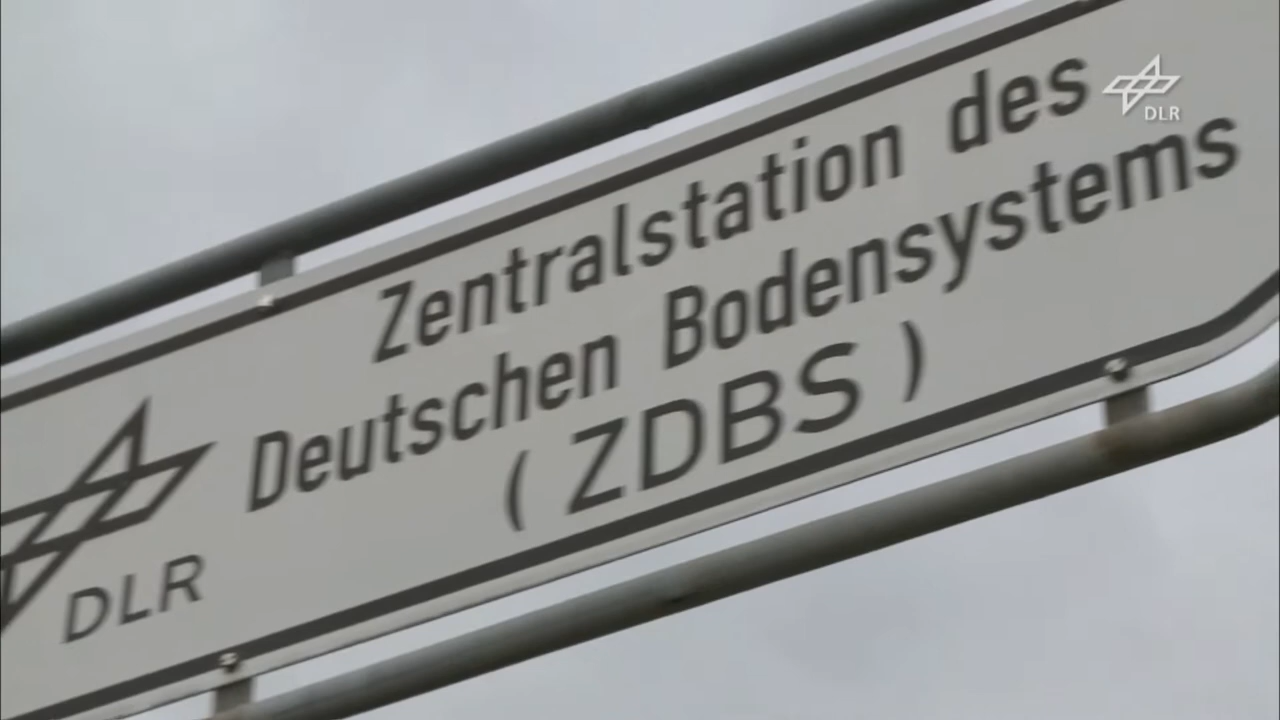 Zentralstation des
Deutschen Bodensystems
( ZDBS )
DLR
DLR